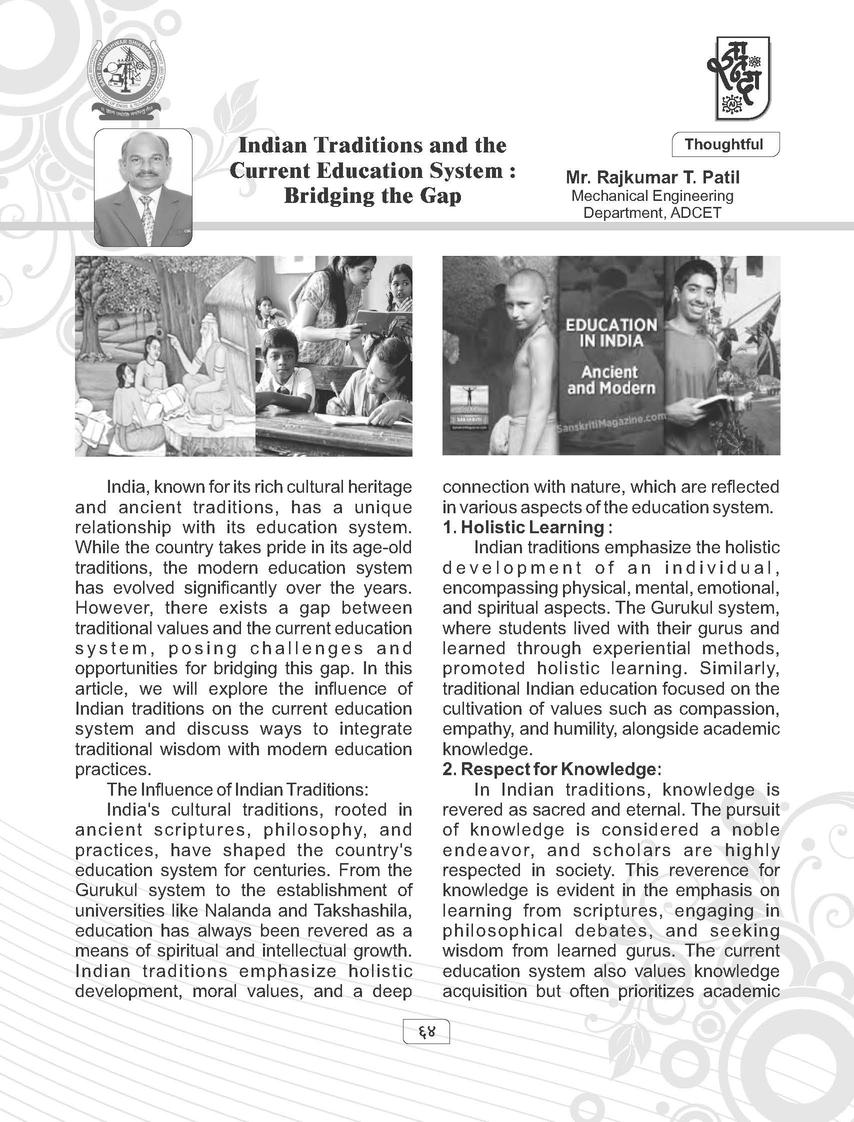 Indian Traditions and the
Current Education System :
Bridging the Gap
Thoughtful
Mr. Rajkumar T. Patil
Mechanical Engineering
Department, ADCET
EDUCATION
IN INDIA
Ancient
and Modern
SanskritiMagazine.com
India, known for its rich cultural heritage
and ancient traditions, has a unique
relationship with its education system.
While the country takes pride in its age-old
traditions, the modern education system
has evolved significantly over the years.
However, there exists a gap between
traditional values and the current education
system, posing challenges and
opportunities for bridging this gap. In this
article, we will explore the influence of
Indian traditions on the current education
system and discuss ways to integrate
traditional wisdom with modern education
practices.
The Influence of Indian Traditions:
India's cultural traditions, rooted in
ancient scriptures, philosophy, and
practices, have shaped the country's
education system for centuries. From the
Gurukul system to the establishment of
universities like Nalanda and Takshashila,
education has always been revered as a
means of spiritual and intellectual growth.
Indian traditions emphasize holistic
development, moral values, and a deep
connection with nature, which are reflected
in various aspects of the education system.
1. Holistic Learning :
Indian traditions emphasize the holistic
development of an individual,
encompassing physical, mental, emotional,
and spiritual aspects. The Gurukul system,
where students lived with their gurus and
learned through experiential methods,
promoted holistic learning. Similarly,
traditional Indian education focused on the
cultivation of values such as compassion,
empathy, and humility, alongside academic
knowledge.
2. Respect for Knowledge:
In Indian traditions, knowledge is
revered as sacred and eternal. The pursuit
of knowledge is considered a noble
endeavor, and scholars are highly
respected in society. This reverence for
knowledge is evident in the emphasis on
learning from scriptures, engaging in
philosophical debates, and seeking
wisdom from learned gurus. The current
education system also values knowledge
acquisition but often prioritizes academic
६४